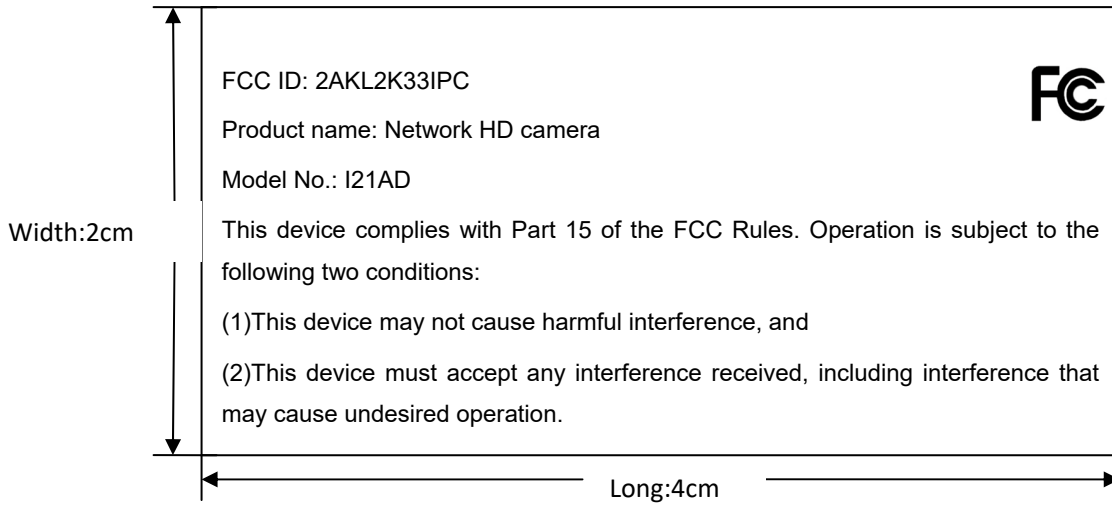 FCC ID: 2AKL2K33IPC
FC
Product name: Network HD camera
Model No.: I21AD
Width:2cm
This device complies with Part 15 of the FCC Rules. Operation is subject to the
following two conditions:
(1)This device may not cause harmful interference, and
(2)This device must accept any interference received, including interference that
may cause undesired operation.
Long:4cm